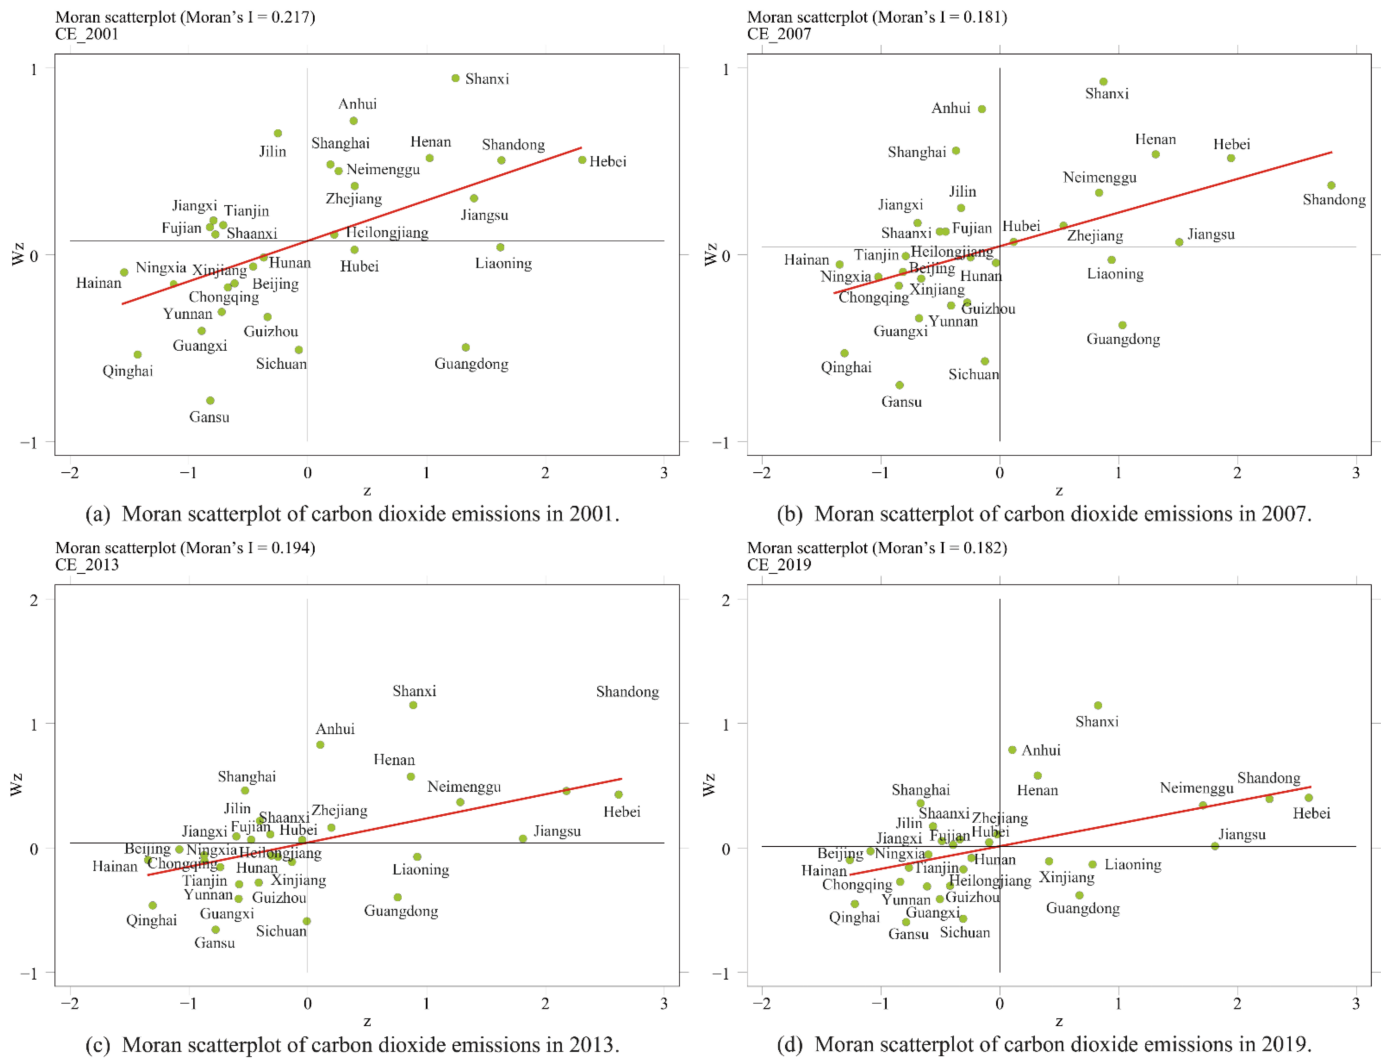 Moran scatterplot (Moran's I = 0.217)
CE_2001
1
0
−1
Wz
Shanxi
Anhui
Jilin
Shanghai
Henan
Shandong
Hebei
Neimenggu
Zhejiang
Jiangsu
Jiangxi
Tianjin
Fujian
Shaanxi
Heilongjiang
Hubei
Liaoning
Hainan
Ningxia
Xinjiang
Hunan
Beijing
Chongqing
Yunnan
Guizhou
Guangxi
Sichuan
Guangdong
Qinghai
Gansu
−2
−1
0
1
2
3
z
(a) Moran scatterplot of carbon dioxide emissions in 2001.
Moran scatterplot (Moran's I = 0.181)
CE_2007
1
0
−1
Wz
Shanxi
Anhui
Shanghai
Henan
Hebei
Neimenggu
Shandong
Jilin
Jiangxi
Shaanxi
Fujian
Hubei
Zhejiang
Jiangsu
Hainan
Tianjin
Heilongjiang
Liaoning
Ningxia
Beijing
Hunan
Chongqing
Xinjiang
Guizhou
Yunnan
Guangxi
Guangdong
Qinghai
Sichuan
Gansu
−2
−1
0
1
2
3
z
(b) Moran scatterplot of carbon dioxide emissions in 2007.
Moran scatterplot (Moran's I = 0.194)
CE_2013
2
1
0
−1
Wz
Shanxi
Shandong
Anhui
Henan
Shanghai
Neimenggu
Hebei
Jilin
Shaanxi
Zhejiang
Jiangxi
Fujian
Hubei
Jiangsu
Beijing
Ningxia
Heilongjiang
Hainan
Chongqing
Hunan
Liaoning
Tianjin
Xinjiang
Yunnan
Guizhou
Guangxi
Guangdong
Qinghai
Sichuan
Gansu
−2
−1
0
1
2
3
z
(c) Moran scatterplot of carbon dioxide emissions in 2013.
Moran scatterplot (Moran's I = 0.182)
CE_2019
2
1
0
−1
Wz
Shanxi
Anhui
Henan
Neimenggu
Shandong
Hebei
Shanghai
Shaanxi
Zhejiang
Jilin
Jiangxi
Fujian
Hubei
Jiangsu
Beijing
Ningxia
Hunan
Hainan
Tianjin
Xinjiang
Liaoning
Chongqing
Heilongjiang
Yunnan
Guizhou
Guangxi
Guangdong
Qinghai
Gansu
Sichuan
−2
−1
0
1
2
3
z
(d) Moran scatterplot of carbon dioxide emissions in 2019.